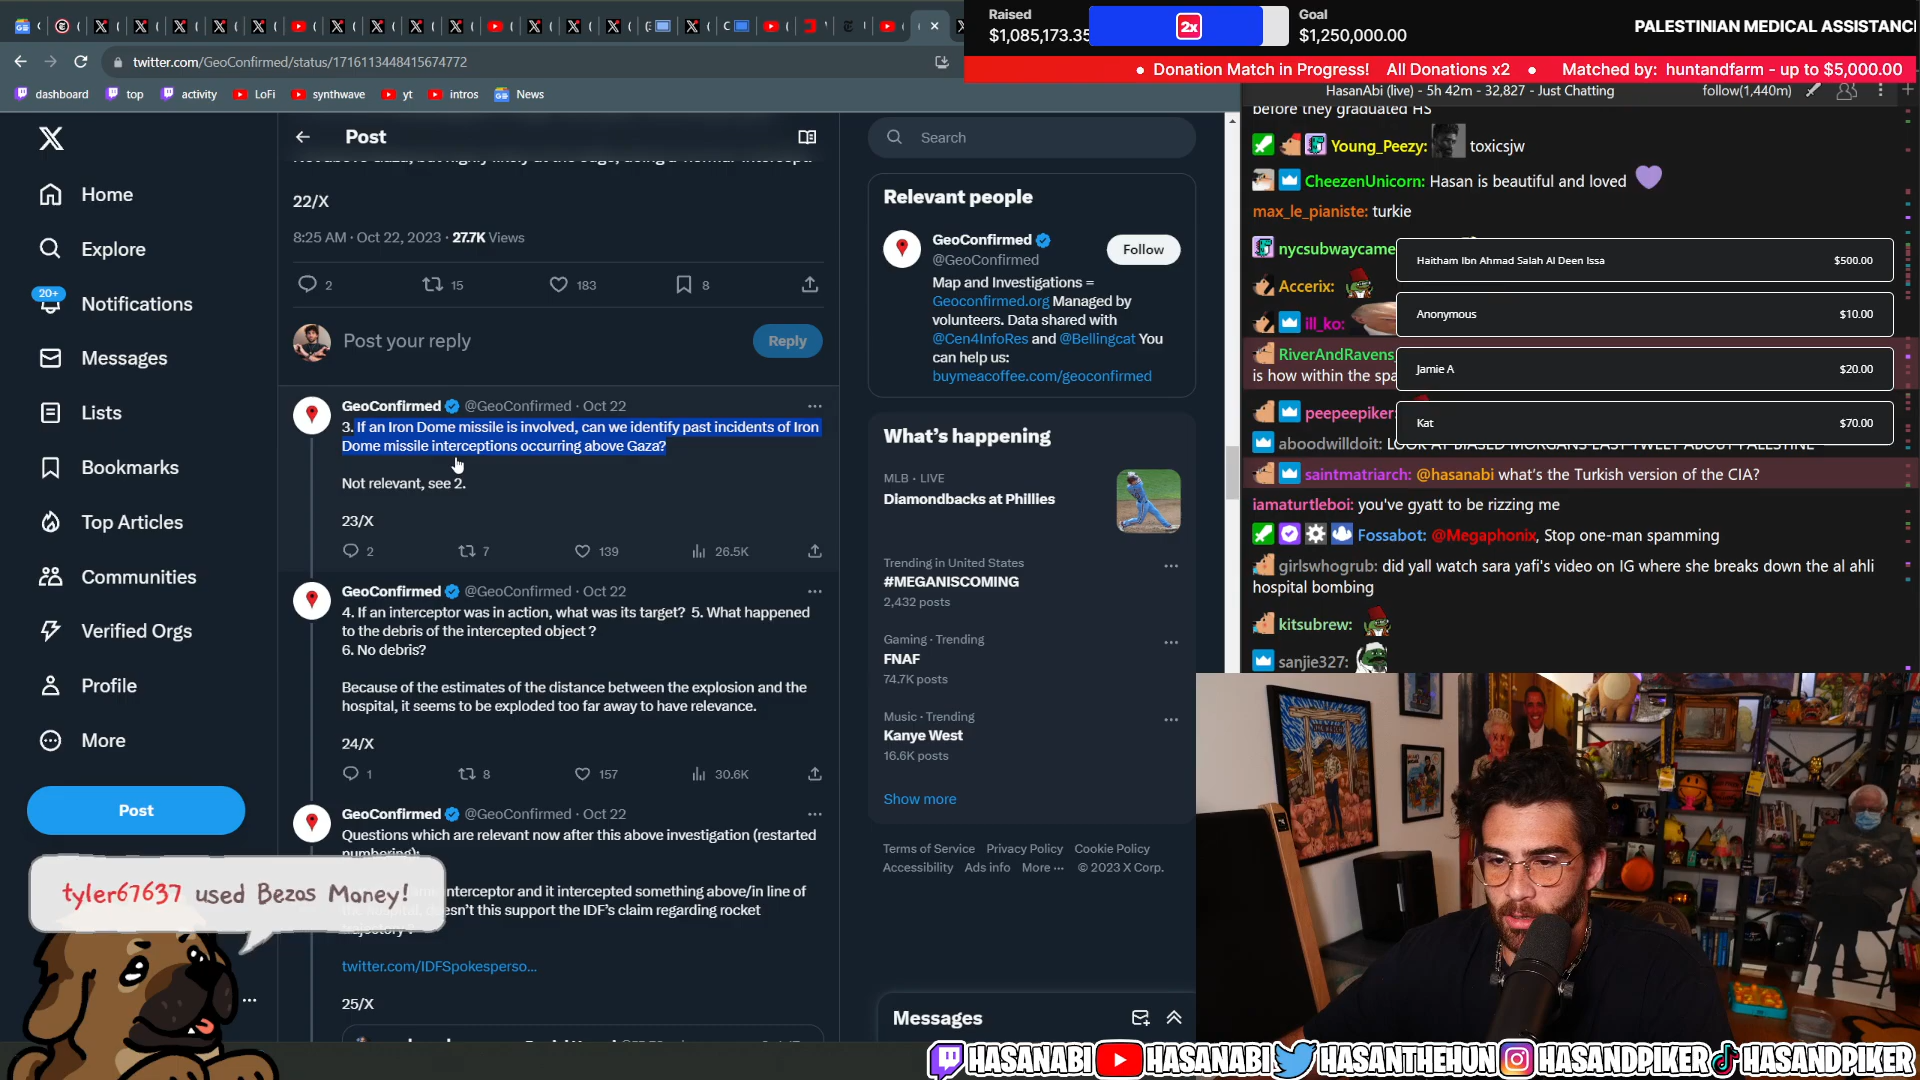 Raised
$1,085,173.35
2x
Goal
$1,250,000.00
PALESTINIAN MEDICAL ASSISTANC
• Donation Match in Progress! All Donations x2 • Matched by: huntandfarm - up to $5,000.00
twitter.com/GeoConfirmed/status/1716113448415674772
dashboard
top
activity
LoFi
synthwave
yt
intros
News
Home
Explore
20+
Notifications
Messages
Lists
Bookmarks
Top Articles
Communities
Verified Orgs
Profile
More
Post
tyler67637 used Bezos Money!
Post
22/X
8:25 AM · Oct 22, 2023 · 27.7K Views
2
15
183
8
Post your reply
Reply
GeoConfirmed @GeoConfirmed · Oct 22
3. If an Iron Dome missile is involved, can we identify past incidents of Iron
Dome missile interceptions occurring above Gaza?
Not relevant, see 2.
23/X
2
7
139
26.5K
GeoConfirmed @GeoConfirmed · Oct 22
4. If an interceptor was in action, what was its target? 5. What happened
to the debris of the intercepted object ?
6. No debris?
Because of the estimates of the distance between the explosion and the
hospital, it seems to be exploded too far away to have relevance.
24/X
1
8
157
30.6K
GeoConfirmed @GeoConfirmed · Oct 22
Questions which are relevant now after this above investigation (restarted
numbering):
interceptor and it intercepted something above/in line of
doesn't this support the IDF's claim regarding rocket
twitter.com/IDFSpokesperso...
25/X
Search
Relevant people
GeoConfirmed
@GeoConfirmed
Follow
Map and Investigations =
Geoconfirmed.org Managed by
volunteers. Data shared with
@Cen4InfoRes and @Bellingcat You
can help us:
buymeacoffee.com/geoconfirmed
What's happening
MLB · LIVE
Diamondbacks at Phillies
Trending in United States
#MEGANISCOMING
2,432 posts
Gaming · Trending
FNAF
74.7K posts
Music · Trending
Kanye West
16.6K posts
Show more
Terms of Service Privacy Policy Cookie Policy
Accessibility Ads info More ··· © 2023 X Corp.
Messages
HasanAbi (live) - 5h 42m - 32,827 - Just Chatting
follow(1,440m)
before they graduated HS
Young_Peezy: toxicsjw
CheezenUnicorn: Hasan is beautiful and loved
max_le_pianiste: turkie
nycsubwaycame
Accerix:
ill_ko:
RiverAndRavens
is how within the spa
peepeepiker:
aboodwilldoit: LOOK AT BIASED MORGANS LAST TWEET ABOUT PALESTINE
saintmatriarch: @hasanabi what's the Turkish version of the CIA?
iamaturtleboi: you've gyatt to be rizzing me
Fossabot: @Megaphonix, Stop one-man spamming
girlswhogrub: did yall watch sara yafi's video on IG where she breaks down the al ahli
hospital bombing
kitsubrew:
sanjie327:
Haitham Ibn Ahmad Salah Al Deen Issa $500.00
Anonymous $10.00
Jamie A $20.00
Kat $70.00
HASANABI HASANABI HASANTHEHUN HASANDPIKER HASANDPIKER